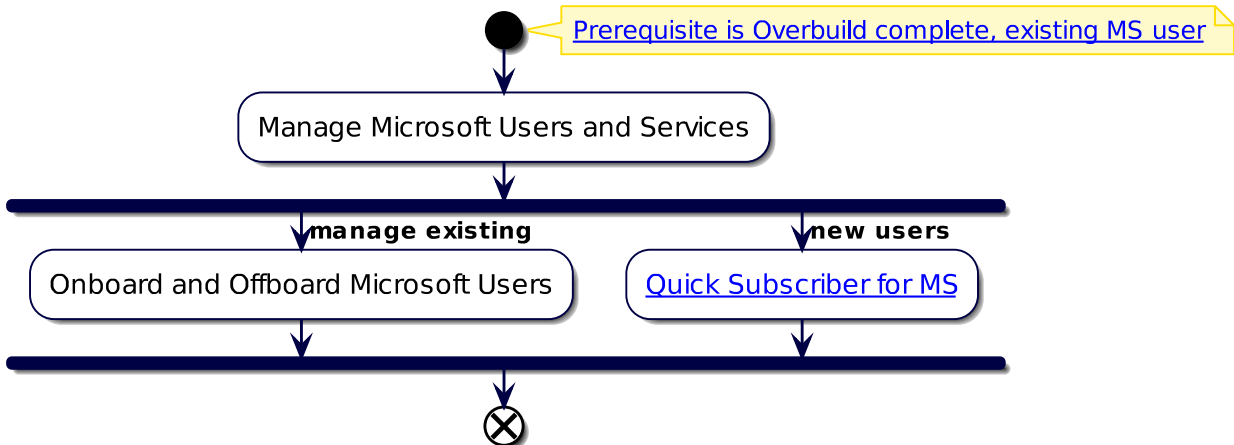 Prerequisite is Overbuild complete, existing MS user
Manage Microsoft Users and Services
manage existing
new users
Onboard and Offboard Microsoft Users
Quick Subscriber for MS